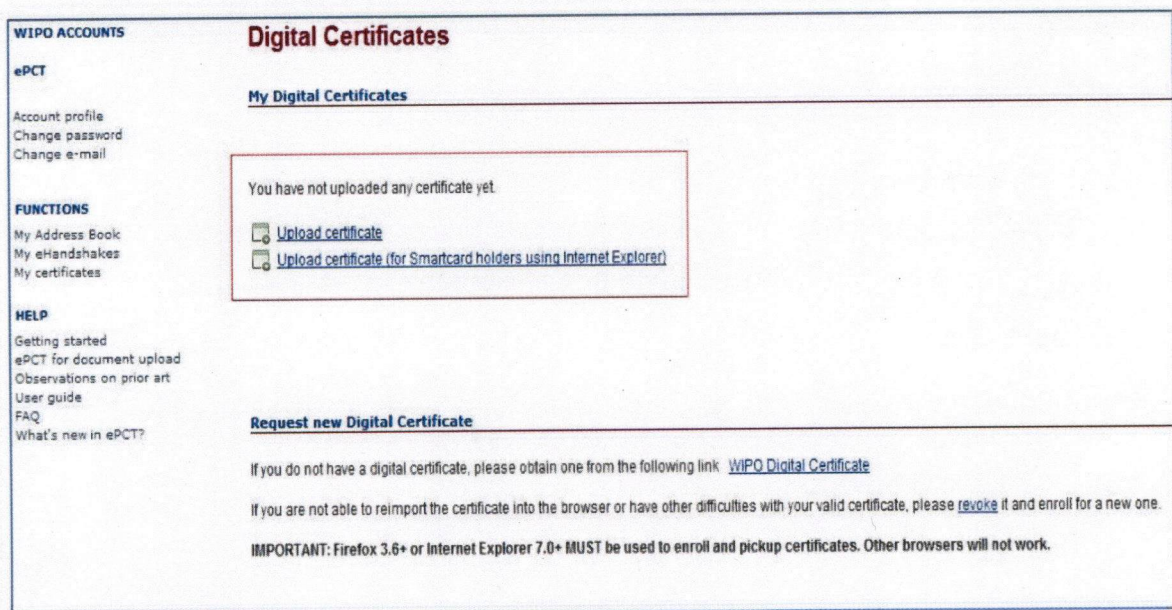 WIPO ACCOUNTS
ePCT
Account profile
Change password
Change e-mail
FUNCTIONS
My Address Book
My eHandshakes
My certificates
HELP
Getting started
ePCT for document upload
Observations on prior art
User guide
FAQ
What's new in ePCT?
Digital Certificates
My Digital Certificates
You have not uploaded any certificate yet.
Upload certificate
Upload certificate (for Smartcard holders using Internet Explorer)
Request new Digital Certificate
If you do not have a digital certificate, please obtain one from the following link WIPO Digital Certificate
If you are not able to reimport the certificate into the browser or have other difficulties with your valid certificate, please revoke it and enroll for a new one.
IMPORTANT: Firefox 3.6+ or Internet Explorer 7.0+ MUST be used to enroll and pickup certificates. Other browsers will not work.